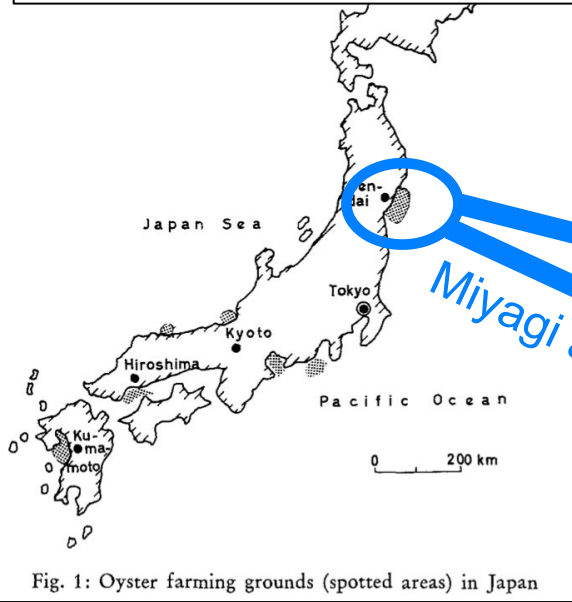 en-
dai
Japan Sea
Miyagi a
Tokyo
Kyoto
Hiroshima
Pacific Ocean
Ku-
ma-
moto
0 200 km
Fig. 1: Oyster farming grounds (spotted areas) in Japan